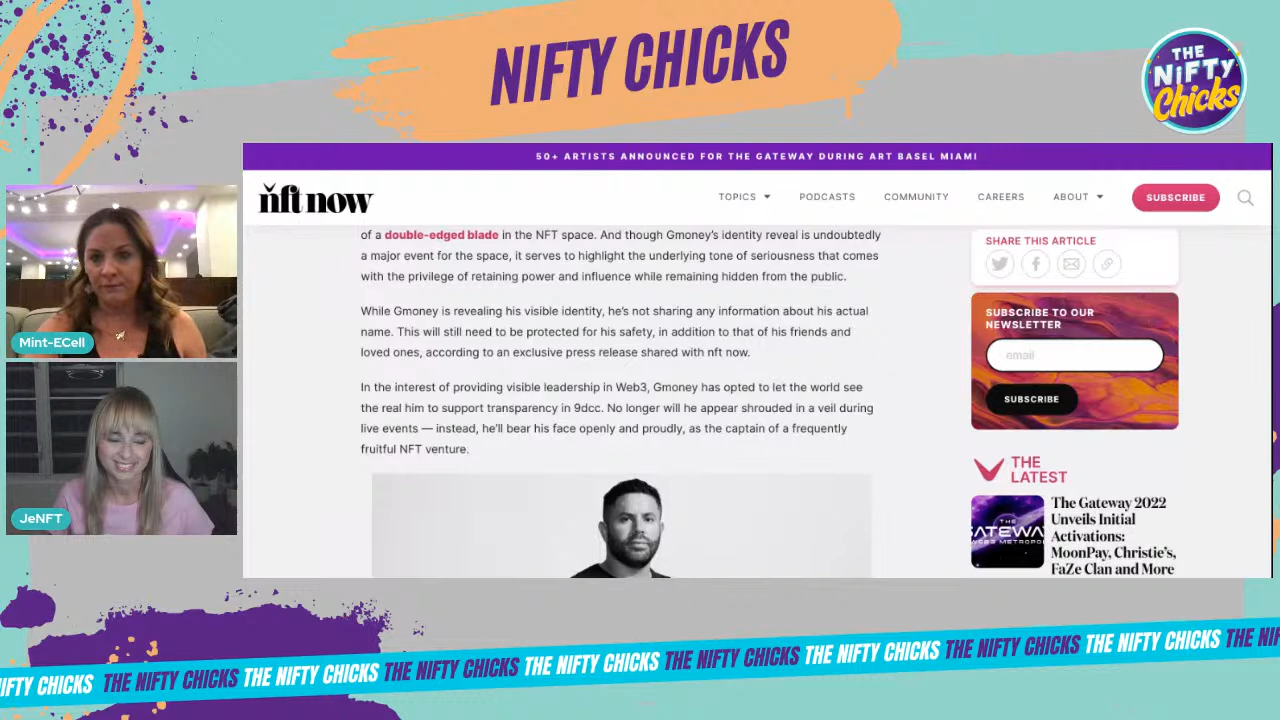 NIFTY CHICKS
THE
NiFTy
Chicks
50+ ARTISTS ANNOUNCED FOR THE GATEWAY DURING ART BASEL MIAMI
nft now
TOPICS
PODCASTS
COMMUNITY
CAREERS
ABOUT
SUBSCRIBE
of a double-edged blade in the NFT space. And though Gmoney's identity reveal is undoubtedly
a major event for the space, it serves to highlight the underlying tone of seriousness that comes
with the privilege of retaining power and influence while remaining hidden from the public.
While Gmoney is revealing his visible identity, he's not sharing any information about his actual
name. This will still need to be protected for his safety, in addition to that of his friends and
loved ones, according to an exclusive press release shared with nft now.
In the interest of providing visible leadership in Web3, Gmoney has opted to let the world see
the real him to support transparency in 9dcc. No longer will he appear shrouded in a veil during
live events — instead, he'll bear his face openly and proudly, as the captain of a frequently
fruitful NFT venture.
SHARE THIS ARTICLE
SUBSCRIBE TO OUR
NEWSLETTER
email
SUBSCRIBE
THE
LATEST
THE
GATEWAY
WEB3 METROPOL
The Gateway 2022
Unveils Initial
Activations:
MoonPay, Christie's,
FaZe Clan and More
Mint-ECell
JeNFT
NIFTY CHICKS THE NIFTY CHICKS THE NIFTY CHICKS THE NIFTY CHICKS THE NIFTY CHICKS THE NIFTY CHICKS THE NIFTY CHICKS THE NIFTY CHICKS THE NIFTY CHICKS THE NIF